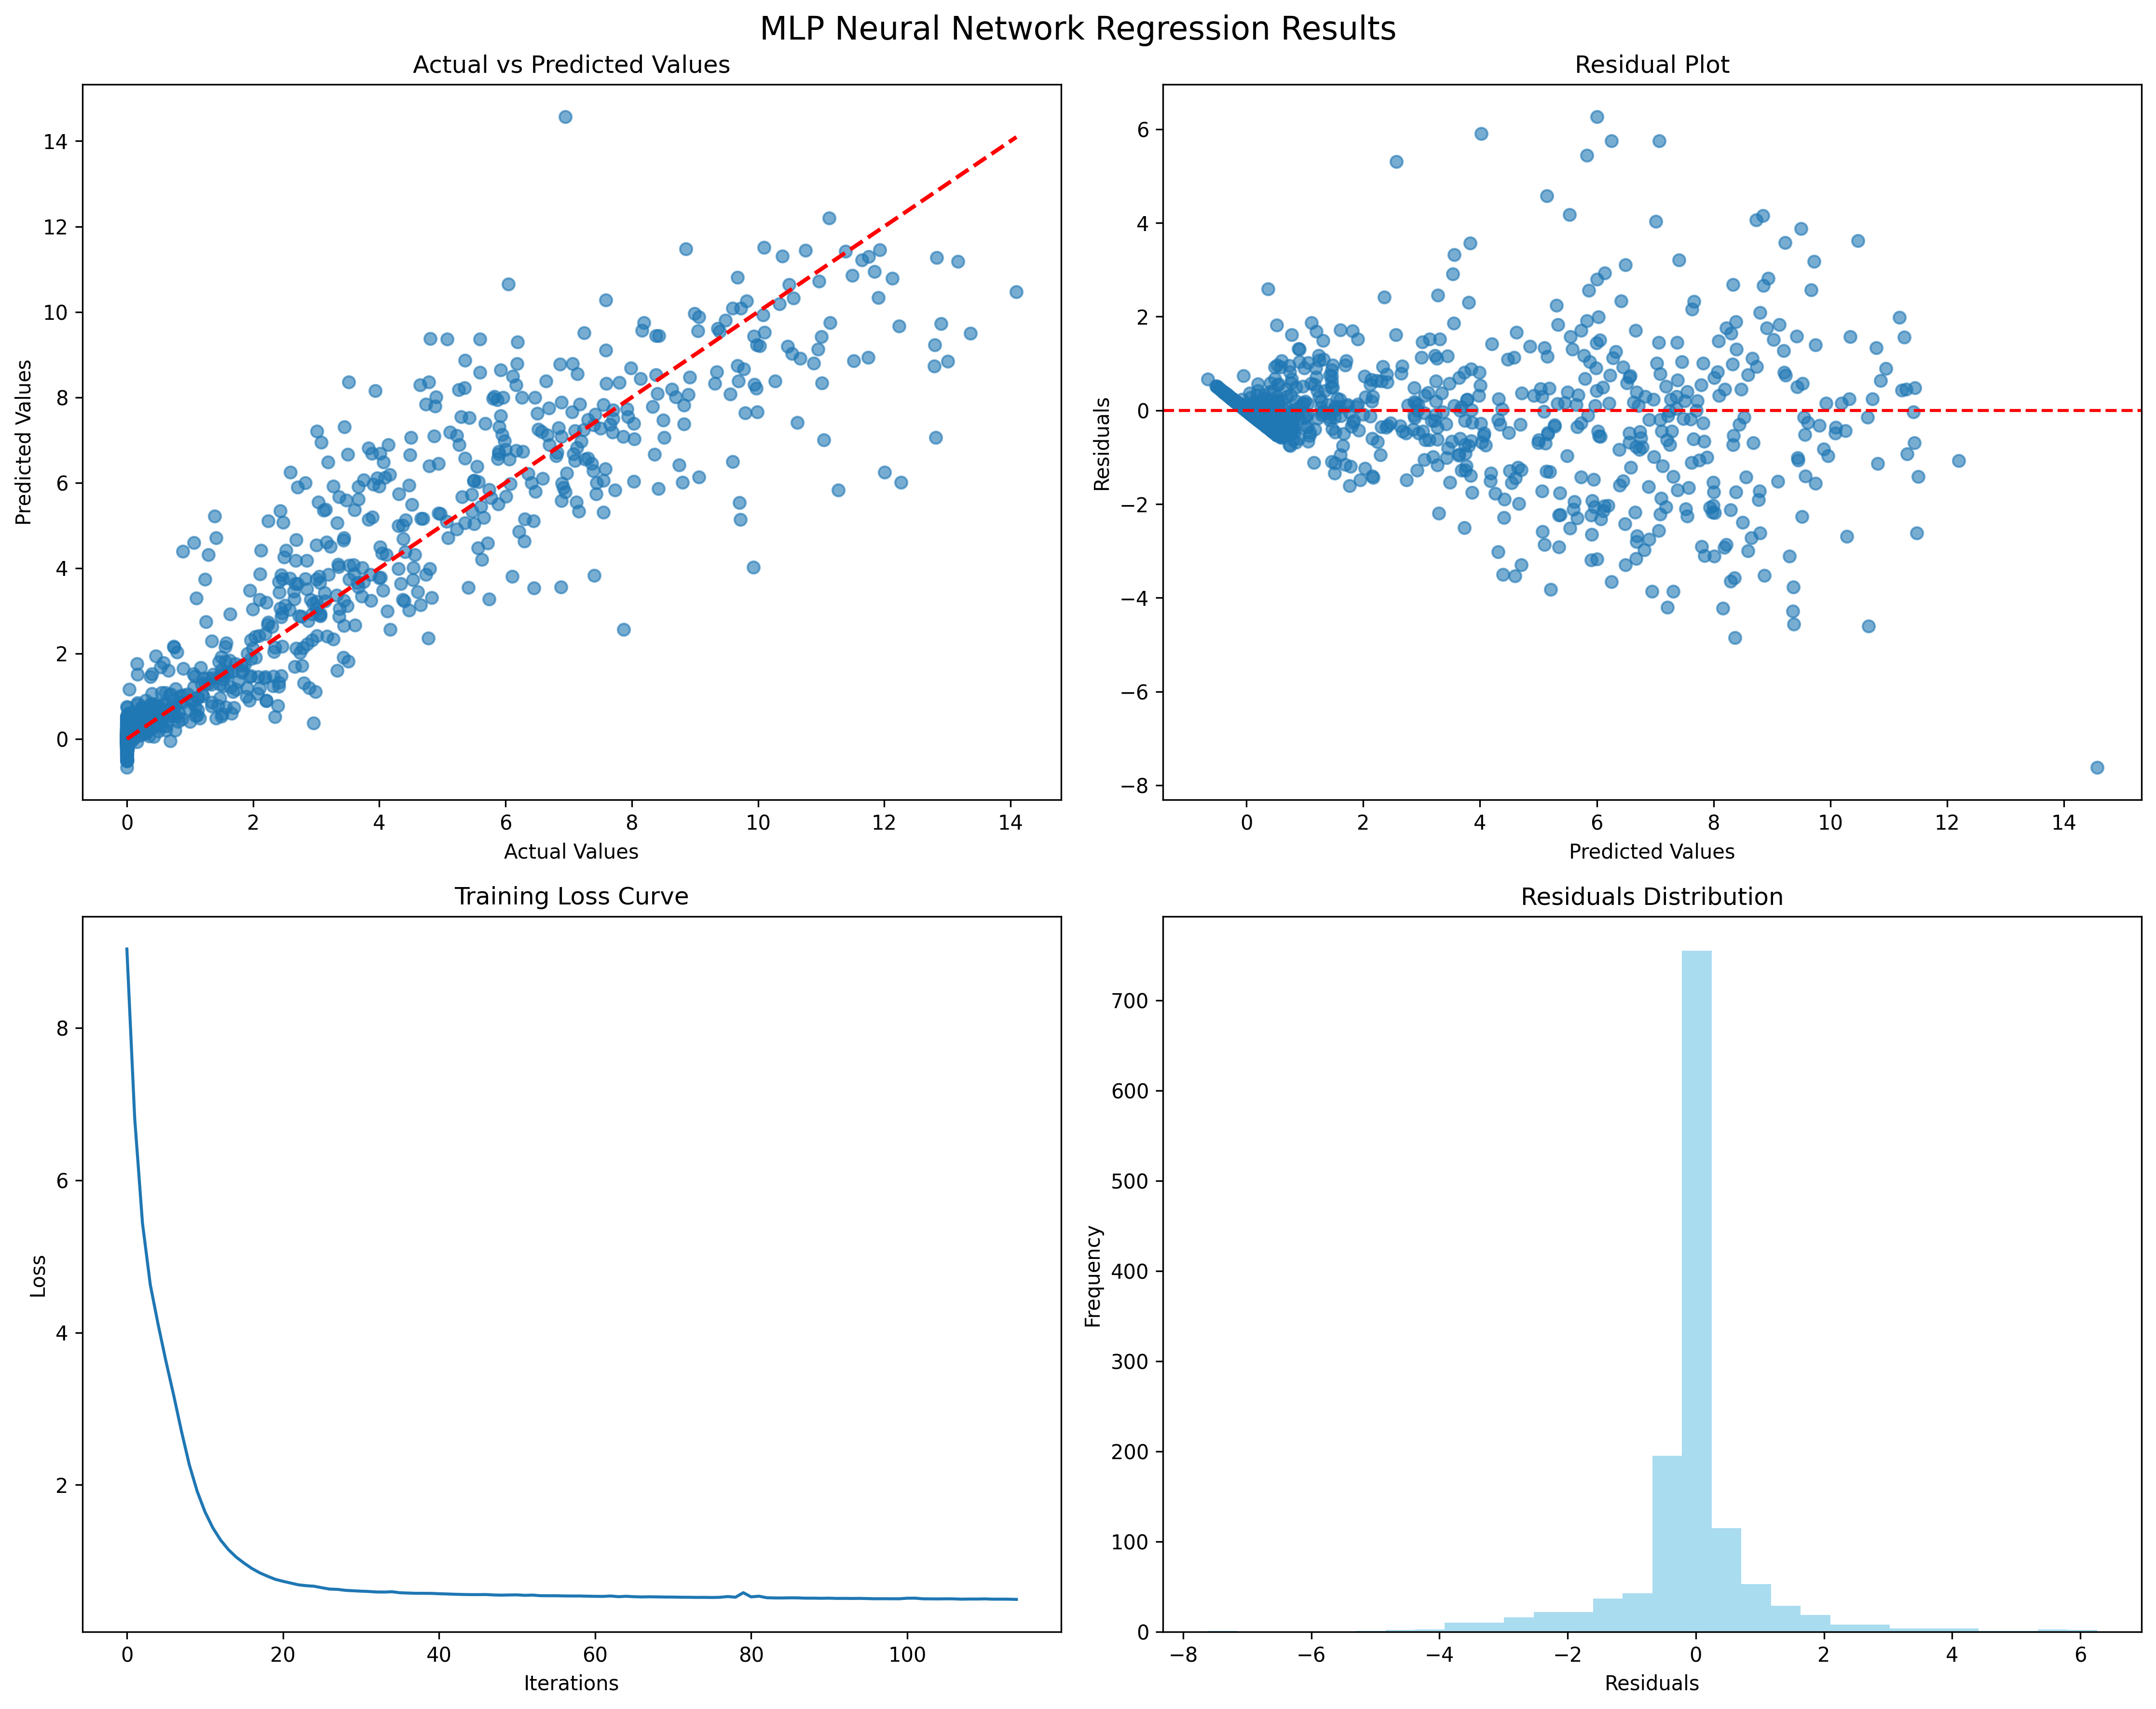 MLP Neural Network Regression Results
Actual vs Predicted Values
14
12
10
8
6
4
2
0
Predicted Values
0 2 4 6 8 10 12 14
Actual Values
Residual Plot
6
4
2
0
−2
−4
−6
−8
Residuals
0 2 4 6 8 10 12 14
Predicted Values
Training Loss Curve
8
6
4
2
Loss
0 20 40 60 80 100
Iterations
Residuals Distribution
700
600
500
400
300
200
100
0
Frequency
−8 −6 −4 −2 0 2 4 6
Residuals